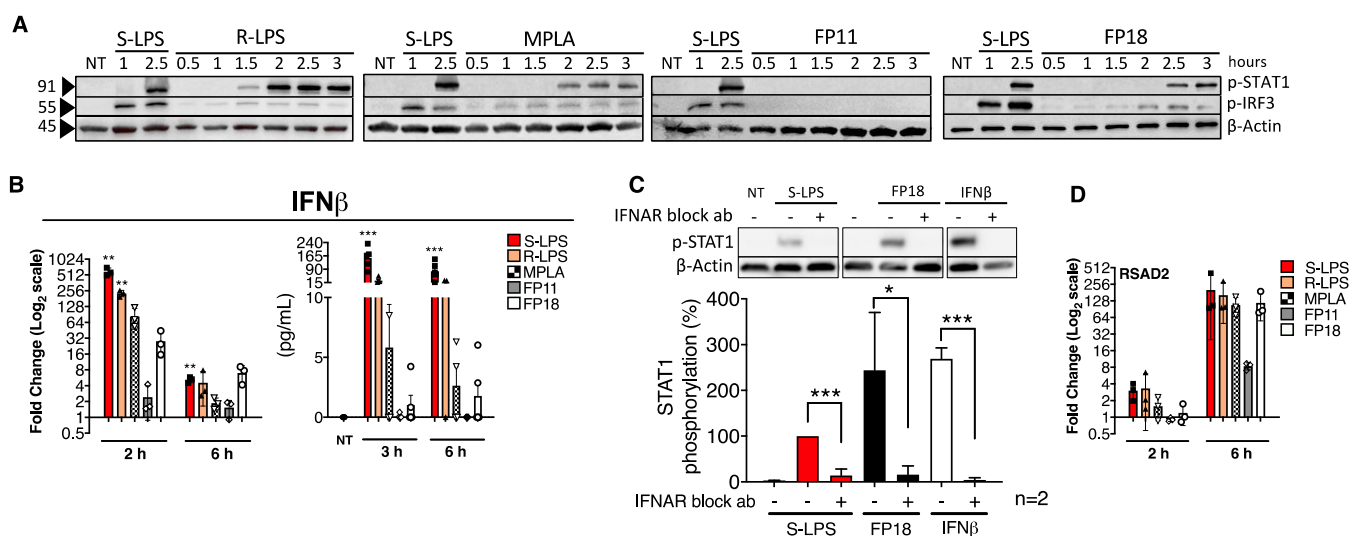 A
S-LPS R-LPS S-LPS MPLA S-LPS FP11 S-LPS FP18
NT 1 2.5 0.5 1 1.5 2 2.5 3 NT 1 2.5 0.5 1 1.5 2 2.5 3 NT 1 2.5 0.5 1 1.5 2 2.5 3 NT 1 2.5 0.5 1 1.5 2 2.5 3 hours
91 p-STAT1
55 p-IRF3
45 β-Actin
B
IFNβ
Fold Change (Log2 scale)
1024
512
256
128
64
32
16
8
4
2
1
0.5
** **
**
2 h 6 h
(pg/mL)
240
165
90
15
10
5
0
*** ***
NT 3 h 6 h
S-LPS
R-LPS
MPLA
FP11
FP18
C
NT S-LPS FP18 IFNβ
IFNAR block ab - - + - - + - +
p-STAT1
β-Actin
STAT1
phosphorylation (%)
400
300
200
100
0
*** * ***
IFNAR block ab - - + - + - + n=2
S-LPS FP18 IFNβ
D
RSAD2
Fold Change (Log2 scale)
512
256
128
64
32
16
8
4
2
1
0.5
2 h 6 h
S-LPS
R-LPS
MPLA
FP11
FP18